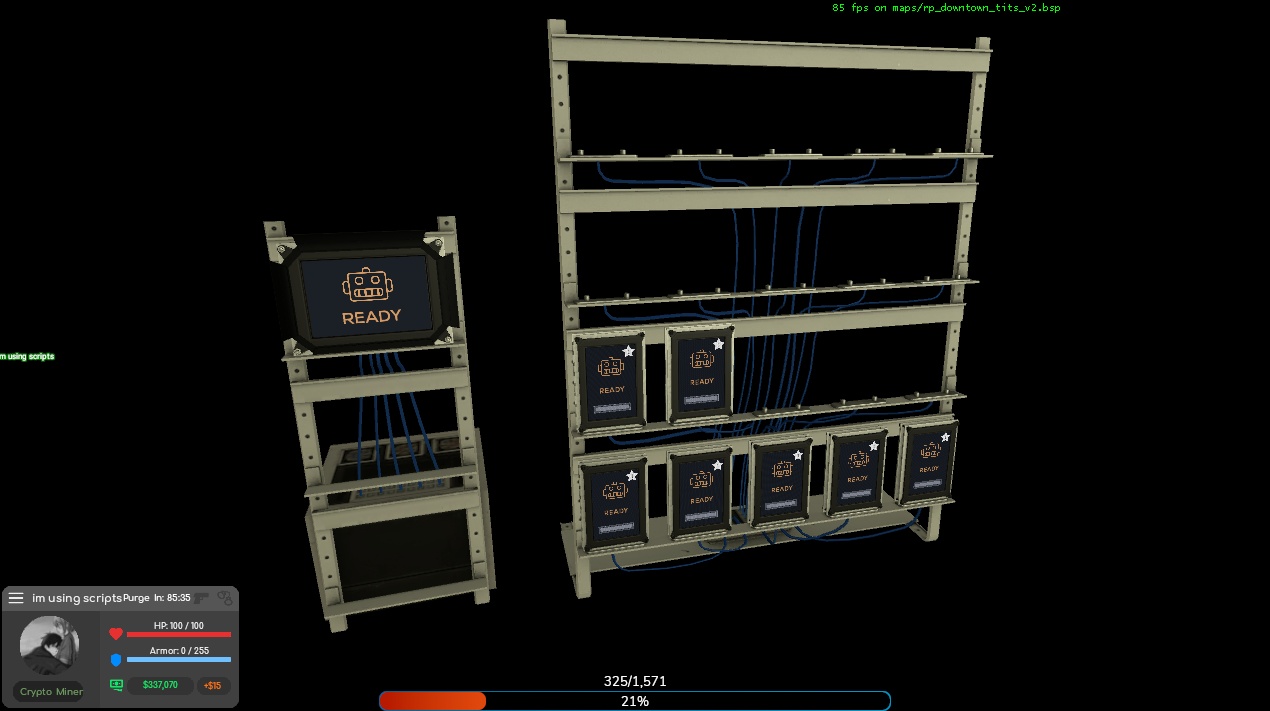 85 fps on maps/rp_downtown_tits_v2.bsp
READY
READY
READY
READY
READY
READY
READY
READY
m using scripts
im using scripts
Purge In: 85:35
HP: 100 / 100
Armor: 0 / 255
$337,070
+$15
Crypto Miner
325/1,571
21%